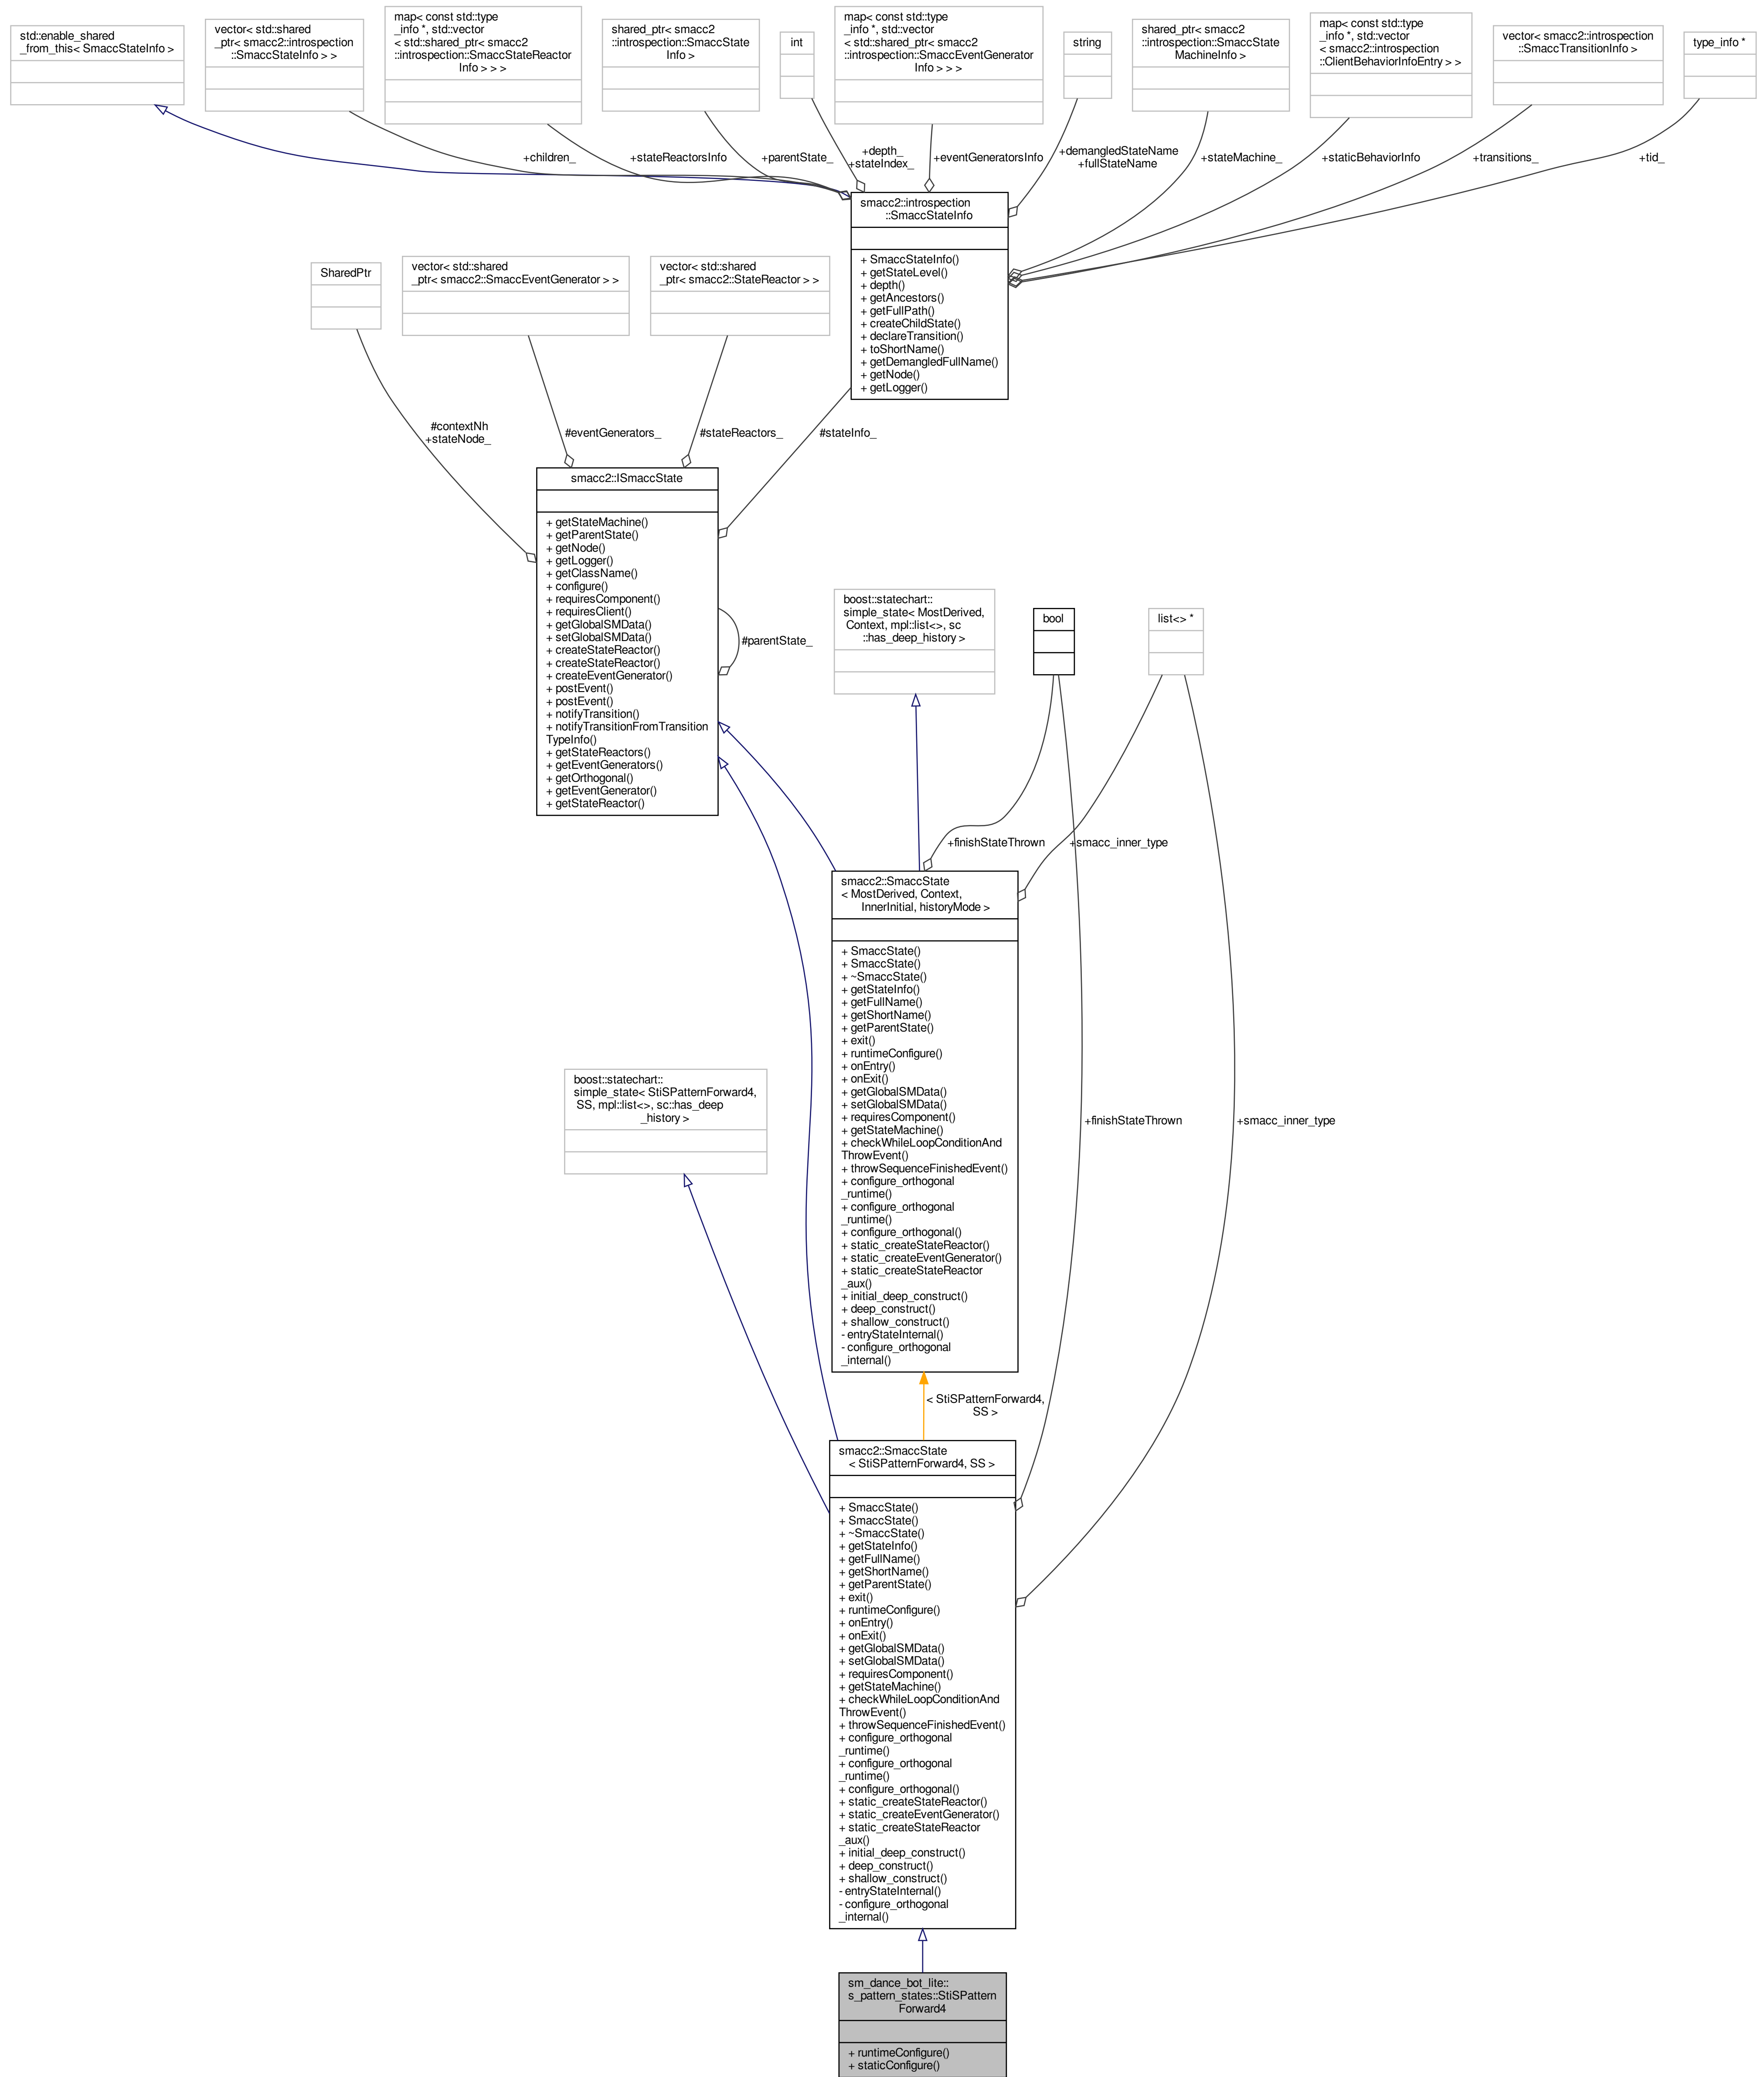 std::enable_shared
_from_this< SmaccStateInfo >
vector< std::shared
_ptr< smacc2::introspection
::SmaccStateInfo > >
map< const std::type
_info *, std::vector
< std::shared_ptr< smacc2
::introspection::SmaccStateReactor
Info > > >
shared_ptr< smacc2
::introspection::SmaccState
Info >
int
map< const std::type
_info *, std::vector
< std::shared_ptr< smacc2
::introspection::SmaccEventGenerator
Info > > >
string
shared_ptr< smacc2
::introspection::SmaccState
MachineInfo >
map< const std::type
_info *, std::vector
< smacc2::introspection
::ClientBehaviorInfoEntry > >
vector< smacc2::introspection
::SmaccTransitionInfo >
type_info *
+children_
+stateReactorsInfo
+parentState_
+depth_
+stateIndex_
+eventGeneratorsInfo
+demangledStateName
+fullStateName
+stateMachine_
+staticBehaviorInfo
+transitions_
+tid_
smacc2::introspection
::SmaccStateInfo
+ SmaccStateInfo()
+ getStateLevel()
+ depth()
+ getAncestors()
+ getFullPath()
+ createChildState()
+ declareTransition()
+ toShortName()
+ getDemangledFullName()
+ getNode()
+ getLogger()
SharedPtr
vector< std::shared
_ptr< smacc2::SmaccEventGenerator > >
vector< std::shared
_ptr< smacc2::StateReactor > >
#contextNh
+stateNode_
#eventGenerators_
#stateReactors_
#stateInfo_
smacc2::ISmaccState
+ getStateMachine()
+ getParentState()
+ getNode()
+ getLogger()
+ getClassName()
+ configure()
+ requiresComponent()
+ requiresClient()
+ getGlobalSMData()
+ setGlobalSMData()
+ createStateReactor()
+ createStateReactor()
+ createEventGenerator()
+ postEvent()
+ postEvent()
+ notifyTransition()
+ notifyTransitionFromTransition
TypeInfo()
+ getStateReactors()
+ getEventGenerators()
+ getOrthogonal()
+ getEventGenerator()
+ getStateReactor()
#parentState_
boost::statechart::
simple_state< MostDerived,
Context, mpl::list<>, sc
::has_deep_history >
bool
list<> *
+finishStateThrown
+smacc_inner_type
smacc2::SmaccState
< MostDerived, Context,
InnerInitial, historyMode >
+ SmaccState()
+ SmaccState()
+ ~SmaccState()
+ getStateInfo()
+ getFullName()
+ getShortName()
+ getParentState()
+ exit()
+ runtimeConfigure()
+ onEntry()
+ onExit()
+ getGlobalSMData()
+ setGlobalSMData()
+ requiresComponent()
+ getStateMachine()
+ checkWhileLoopConditionAnd
ThrowEvent()
+ throwSequenceFinishedEvent()
+ configure_orthogonal
_runtime()
+ configure_orthogonal
_runtime()
+ configure_orthogonal()
+ static_createStateReactor()
+ static_createEventGenerator()
+ static_createStateReactor
_aux()
+ initial_deep_construct()
+ deep_construct()
+ shallow_construct()
- entryStateInternal()
- configure_orthogonal
_internal()
boost::statechart::
simple_state< StiSPatternForward4,
SS, mpl::list<>, sc::has_deep
_history >
+finishStateThrown
+smacc_inner_type
< StiSPatternForward4,
SS >
smacc2::SmaccState
< StiSPatternForward4, SS >
+ SmaccState()
+ SmaccState()
+ ~SmaccState()
+ getStateInfo()
+ getFullName()
+ getShortName()
+ getParentState()
+ exit()
+ runtimeConfigure()
+ onEntry()
+ onExit()
+ getGlobalSMData()
+ setGlobalSMData()
+ requiresComponent()
+ getStateMachine()
+ checkWhileLoopConditionAnd
ThrowEvent()
+ throwSequenceFinishedEvent()
+ configure_orthogonal
_runtime()
+ configure_orthogonal
_runtime()
+ configure_orthogonal()
+ static_createStateReactor()
+ static_createEventGenerator()
+ static_createStateReactor
_aux()
+ initial_deep_construct()
+ deep_construct()
+ shallow_construct()
- entryStateInternal()
- configure_orthogonal
_internal()
sm_dance_bot_lite::
s_pattern_states::StiSPattern
Forward4
+ runtimeConfigure()
+ staticConfigure()